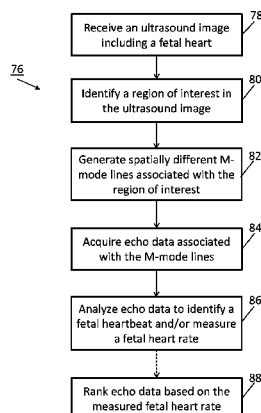 78
Receive an ultrasound image
including a fetal heart
76
80
Identify a region of interest in
the ultrasound image
82
Generate spatially different M-
mode lines associated with the
region of interest
84
Acquire echo data associated
with the M-mode lines
86
Analyze echo data to identify a
fetal heartbeat and/or measure
a fetal heart rate
88
Rank echo data based on the
measured fetal heart rate